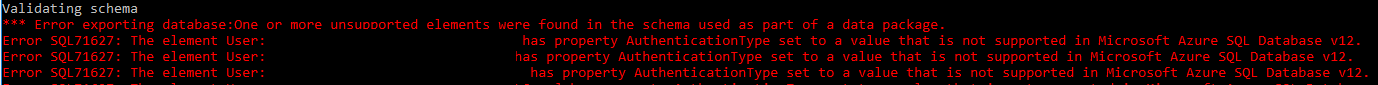 Validating schema
*** Error exporting database:One or more unsupported elements were found in the schema used as part of a data package.
Error SQL71627: The element User: has property AuthenticationType set to a value that is not supported in Microsoft Azure SQL Database v12.
Error SQL71627: The element User: has property AuthenticationType set to a value that is not supported in Microsoft Azure SQL Database v12.
Error SQL71627: The element User: has property AuthenticationType set to a value that is not supported in Microsoft Azure SQL Database v12.